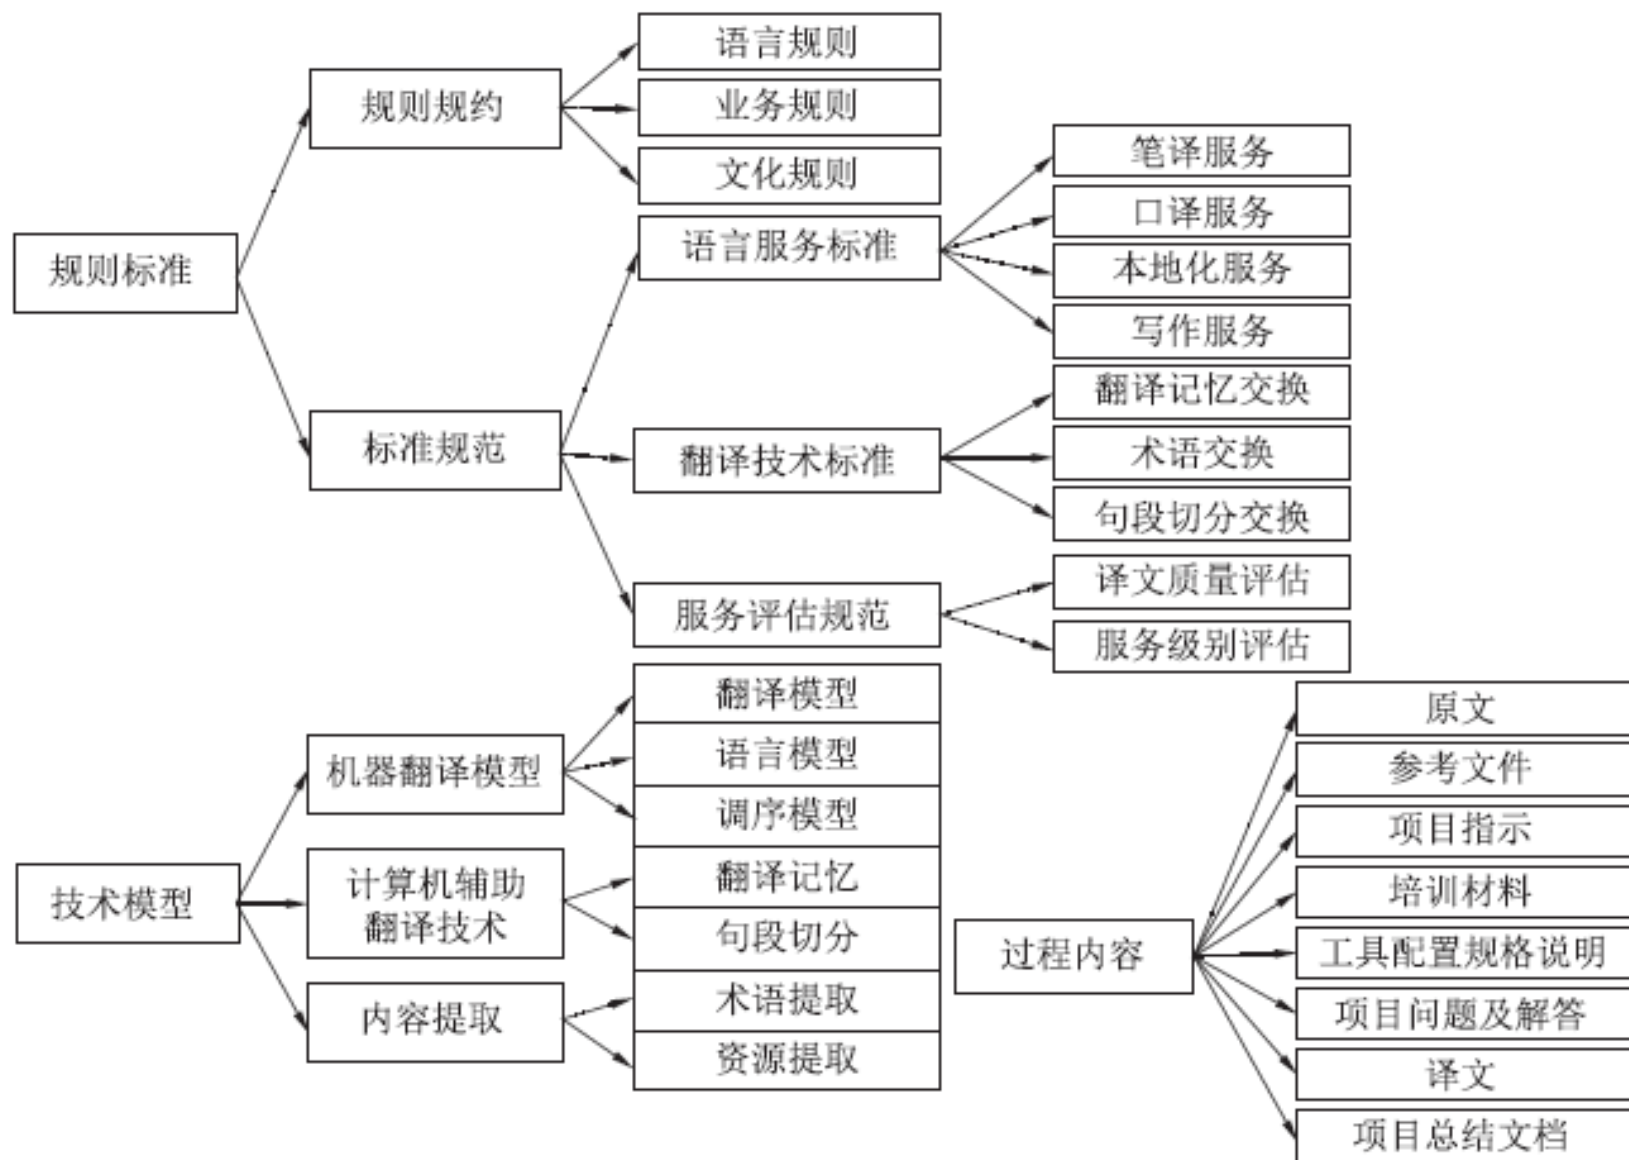 规则标准
规则规约
语言规则
业务规则
文化规则
标准规范
语言服务标准
笔译服务
口译服务
本地化服务
写作服务
翻译技术标准
翻译记忆交换
术语交换
句段切分交换
服务评估规范
译文质量评估
服务级别评估
技术模型
机器翻译模型
翻译模型
语言模型
调序模型
计算机辅助
翻译技术
翻译记忆
句段切分
内容提取
术语提取
资源提取
过程内容
原文
参考文件
项目指示
培训材料
工具配置规格说明
项目问题及解答
译文
项目总结文档